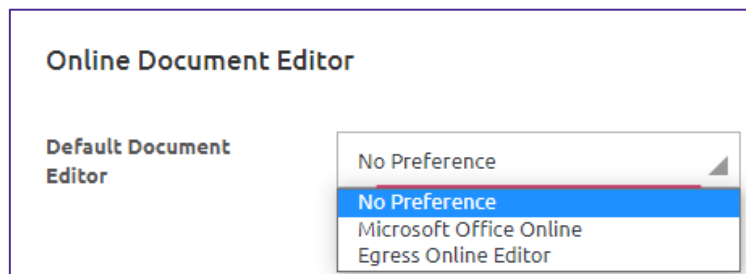 Online Document Editor
Default Document
Editor
No Preference
No Preference
Microsoft Office Online
Egress Online Editor